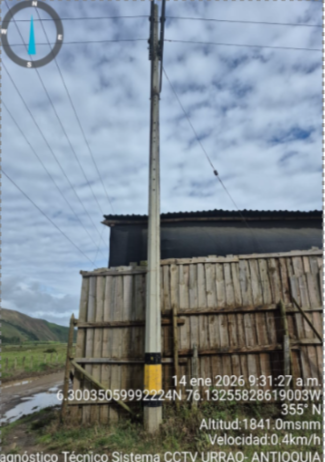 14 ene 2026 9:31:27 a.m.
6.30035059992224N 76.13255828619003W
355° N
Altitud:1841.0msnm
Velocidad:0.4km/h
agnóstico Técnico Sistema CCTV URRAO- ANTIOQUIA